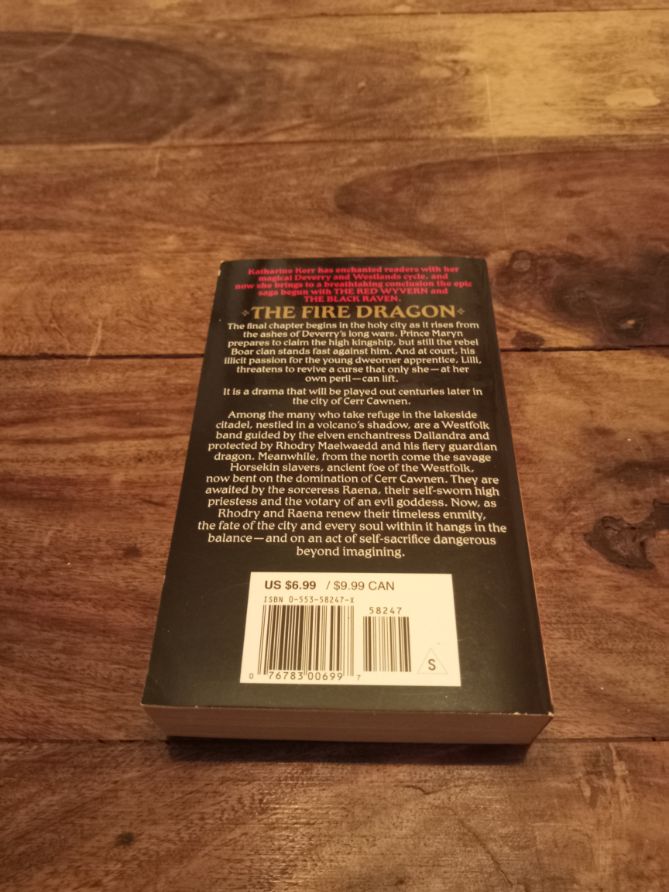 Katharine Kerr has enchanted readers with her
magical Deverry and Westlands cycle, and
now she brings to a breathtaking conclusion the epic
saga begun with THE RED WYVERN and
THE BLACK RAVEN.
THE FIRE DRAGON
The final chapter begins in the holy city as it rises from
the ashes of Deverry's long wars. Prince Maryn
prepares to claim the high kingship, but still the rebel
Boar clan stands fast against him. And at court, his
illicit passion for the young dweomer apprentice, Lilli,
threatens to revive a curse that only she—at her
own peril—can lift.
It is a drama that will be played out centuries later in
the city of Cerr Cawnen.
Among the many who take refuge in the lakeside
citadel, nestled in a volcano's shadow, are a Westfolk
band guided by the elven enchantress Dallandra and
protected by Rhodry Maelwaedd and his fiery guardian
dragon. Meanwhile, from the north come the savage
Horsekin slavers, ancient foe of the Westfolk,
now bent on the domination of Cerr Cawnen. They are
awaited by the sorceress Raena, their self-sworn high
priestess and the votary of an evil goddess. Now, as
Rhodry and Raena renew their timeless enmity,
the fate of the city and every soul within it hangs in the
balance—and on an act of self-sacrifice dangerous
beyond imagining.
US $6.99 / $9.99 CAN
ISBN 0-553-58247-X
58247
0 76783 00699 7
S